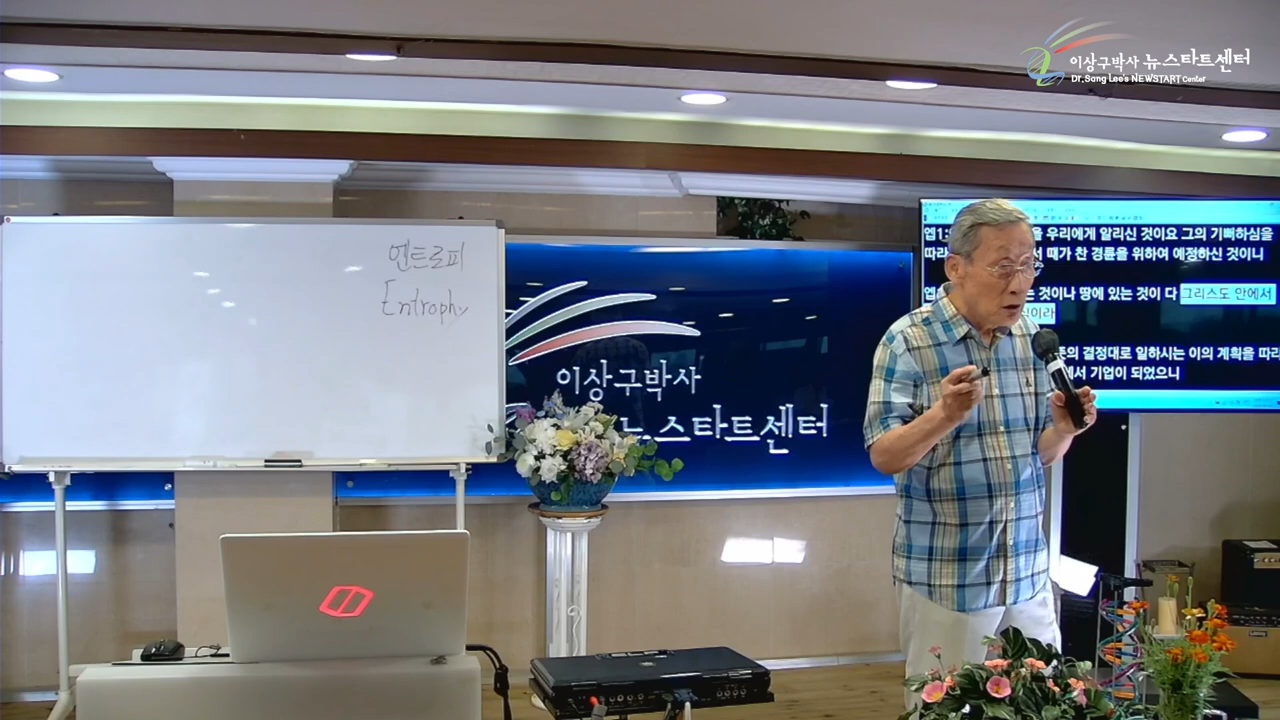 이상구박사 뉴스타트센터
Dr. Sang Lee's NEWSTART Center
엔트로피
Entrophy
이상구박사
뉴스타트센터
엡1: 을 우리에게 알리신 것이요 그의 기뻐하심을
따라 서 때가 찬 경륜을 위하여 예정하신 것이니
는 것이나 땅에 있는 것이 다 그리스도 안에서
이라
의 결정대로 일하시는 이의 계획을 따라
에서 기업이 되었으니